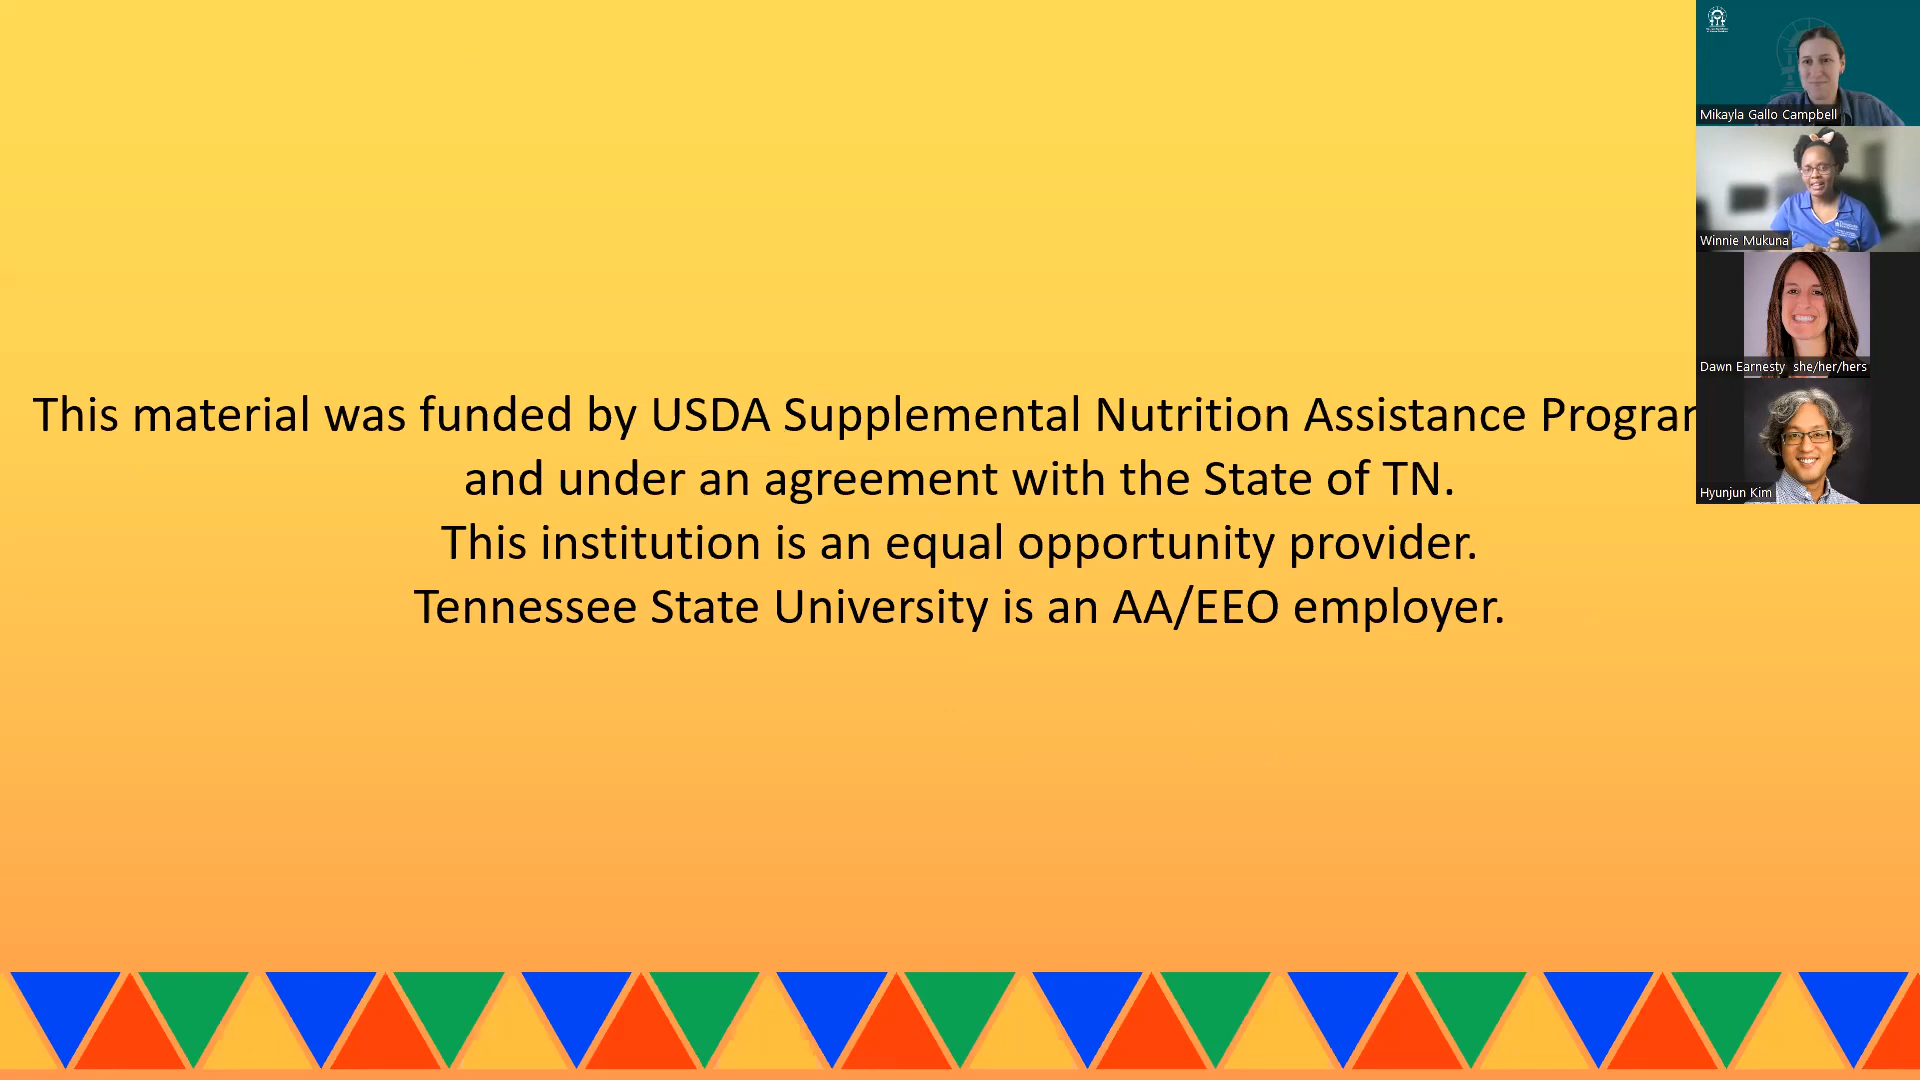 This material was funded by USDA Supplemental Nutrition Assistance
and under an agreement with the State of TN.
This institution is an equal opportunity provider.
Tennessee State University is an AA/EEO employer.
Mikayla Gallo Campbell
Winnie Mukuna
Dawn Earnesty she/her/hers
Hyunjun Kim